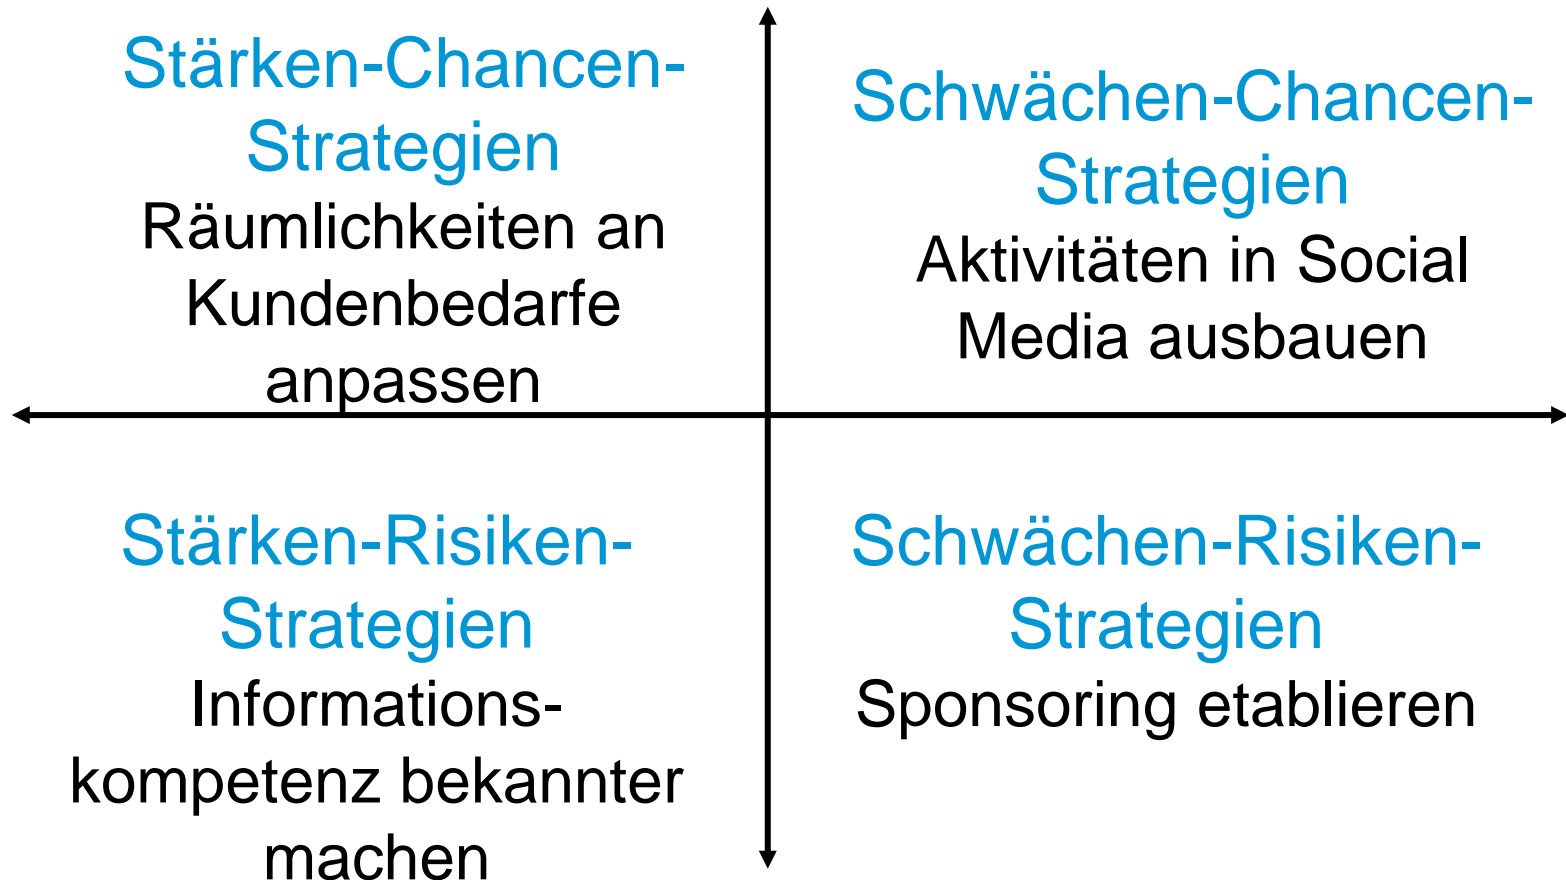 Stärken-Chancen-
Strategien
Räumlichkeiten an
Kundenbedarfe
anpassen
Schwächen-Chancen-
Strategien
Aktivitäten in Social
Media ausbauen
Stärken-Risiken-
Strategien
Informations-
kompetenz bekannter
machen
Schwächen-Risiken-
Strategien
Sponsoring etablieren